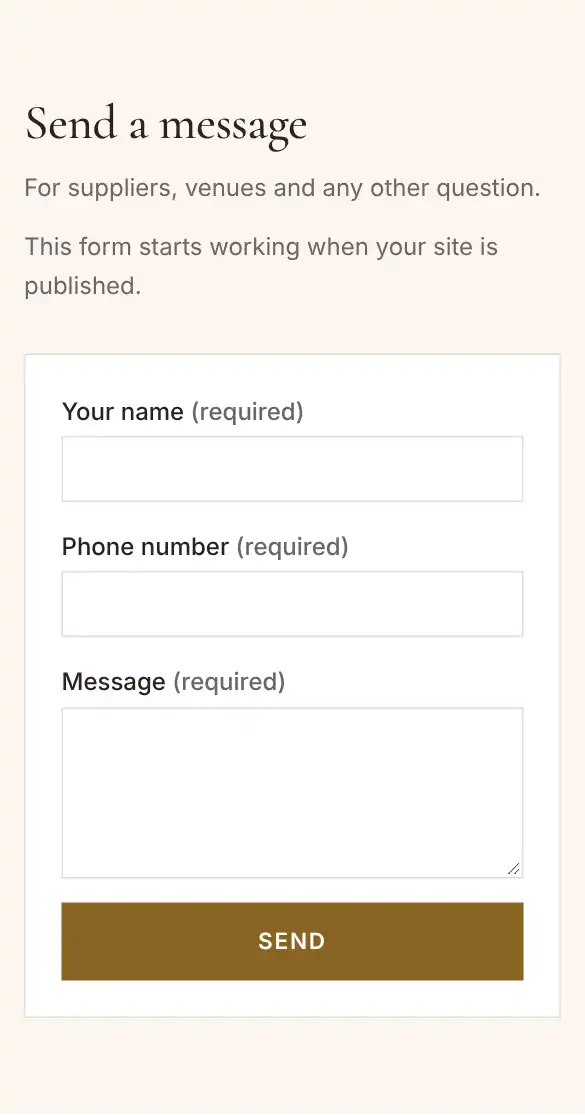 Send a message
For suppliers, venues and any other question.
This form starts working when your site is
published.
Your name (required)
Phone number (required)
Message (required)
SEND